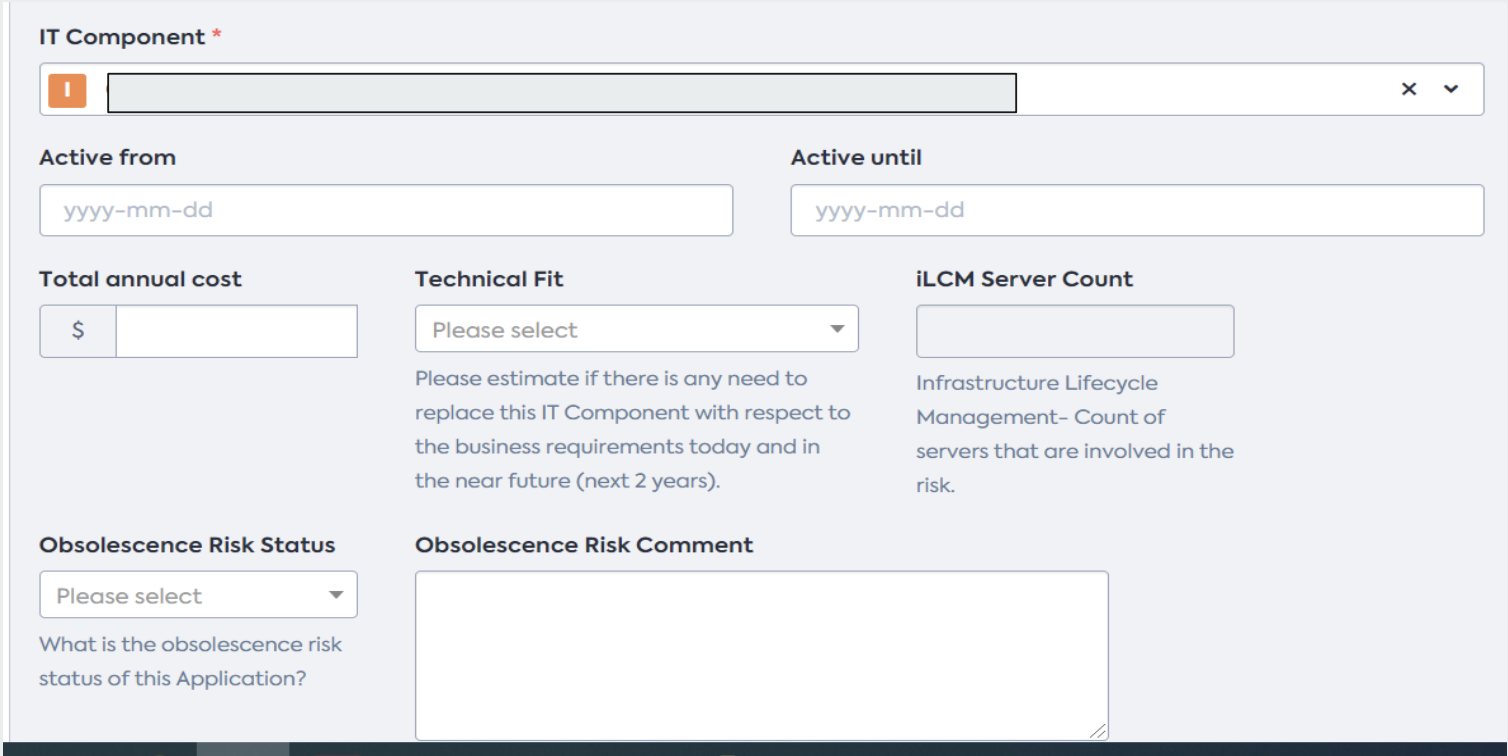 IT Component *
I
Active from
Active until
yyyy-mm-dd
yyyy-mm-dd
Total annual cost
Technical Fit
iLCM Server Count
$
Please select
Please estimate if there is any need to
replace this IT Component with respect to
the business requirements today and in
the near future (next 2 years).
Infrastructure Lifecycle
Management- Count of
servers that are involved in the
risk.
Obsolescence Risk Status
Obsolescence Risk Comment
Please select
What is the obsolescence risk
status of this Application?